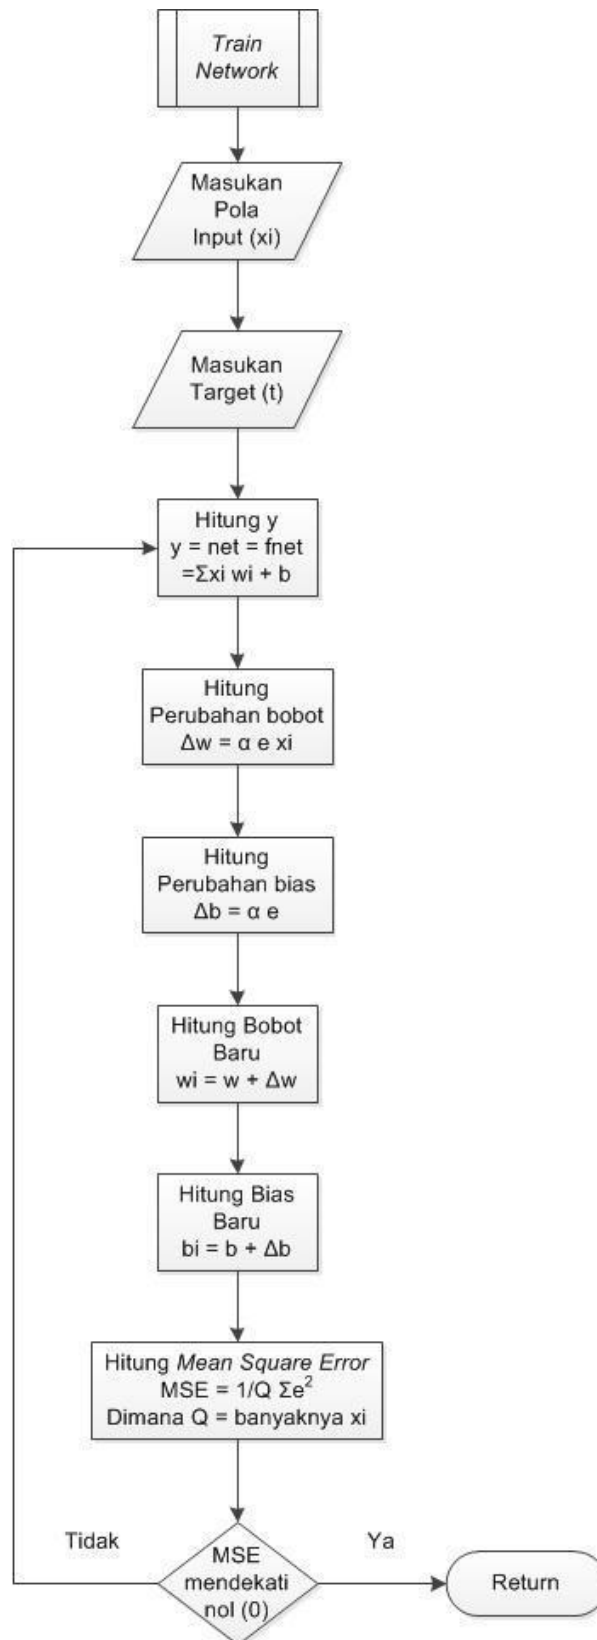 Train
Network
Masukan
Pola
Input (xi)
Masukan
Target (t)
Hitung y
y = net = fnet
=Σxi wi + b
Hitung
Perubahan bobot
Δw = α e xi
Hitung
Perubahan bias
Δb = α e
Hitung Bobot
Baru
wi = w + Δw
Hitung Bias
Baru
bi = b + Δb
Hitung Mean Square Error
MSE = 1/Q Σe²
Dimana Q = banyaknya xi
Tidak
MSE
mendekati
nol (0)
Ya
Return